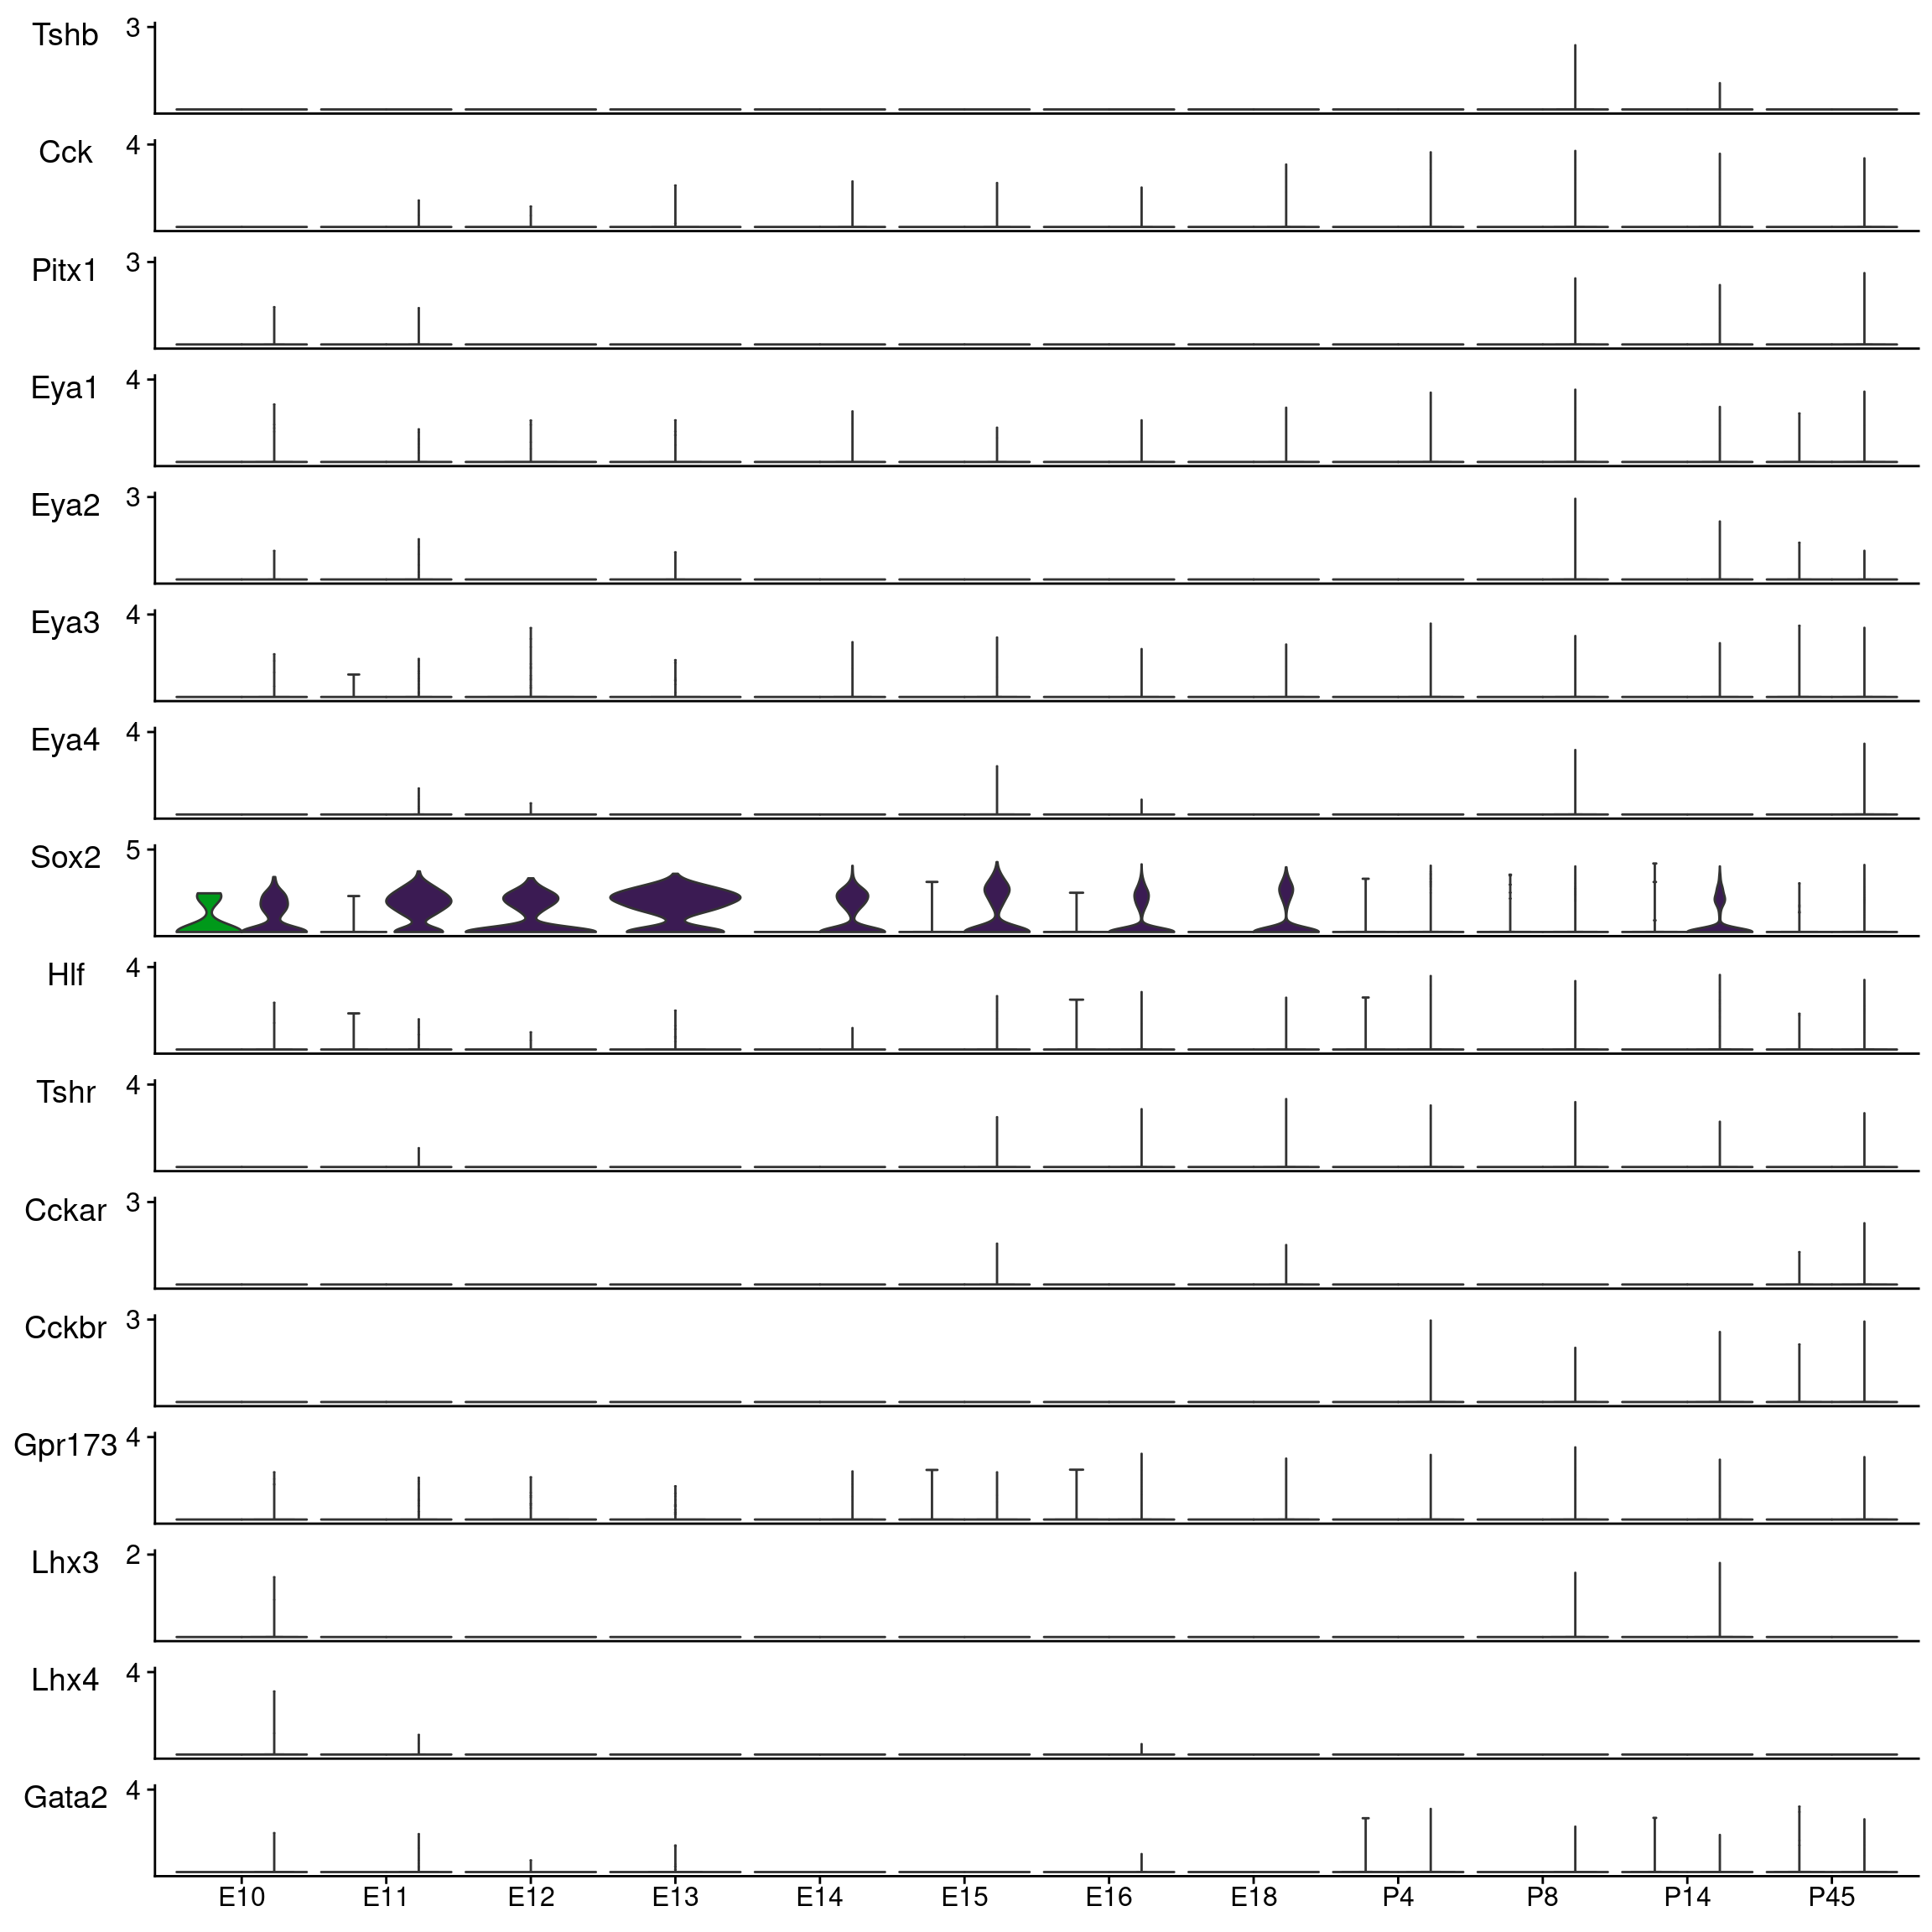 Tshb 3
Cck 4
Pitx1 3
Eya1 4
Eya2 3
Eya3 4
Eya4 4
Sox2 5
Hlf 4
Tshr 4
Cckar 3
Cckbr 3
Gpr173 4
Lhx3 2
Lhx4 4
Gata2 4
E10 E11 E12 E13 E14 E15 E16 E18 P4 P8 P14 P45